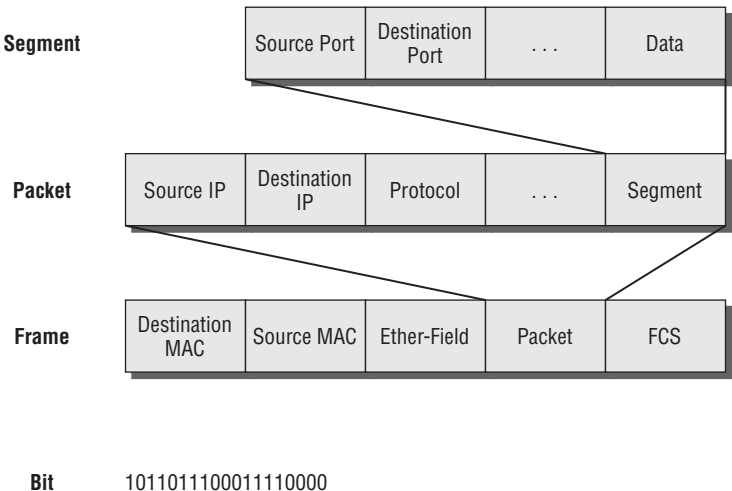 Segment
Source Port
Destination
Port
. . .
Data
Packet
Source IP
Destination
IP
Protocol
. . .
Segment
Frame
Destination
MAC
Source MAC
Ether-Field
Packet
FCS
Bit
1011011100011110000